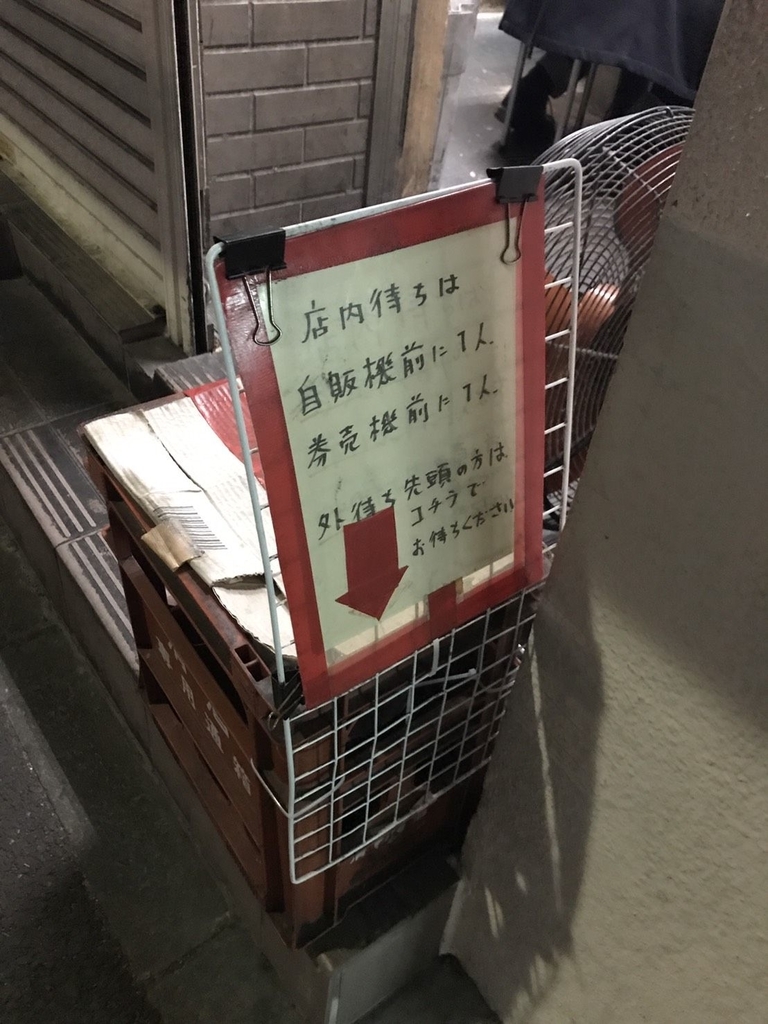 店内待ちは
自販機前に1人
券売機前に1人
外待ち先頭の方は
コチラで
お待ちください